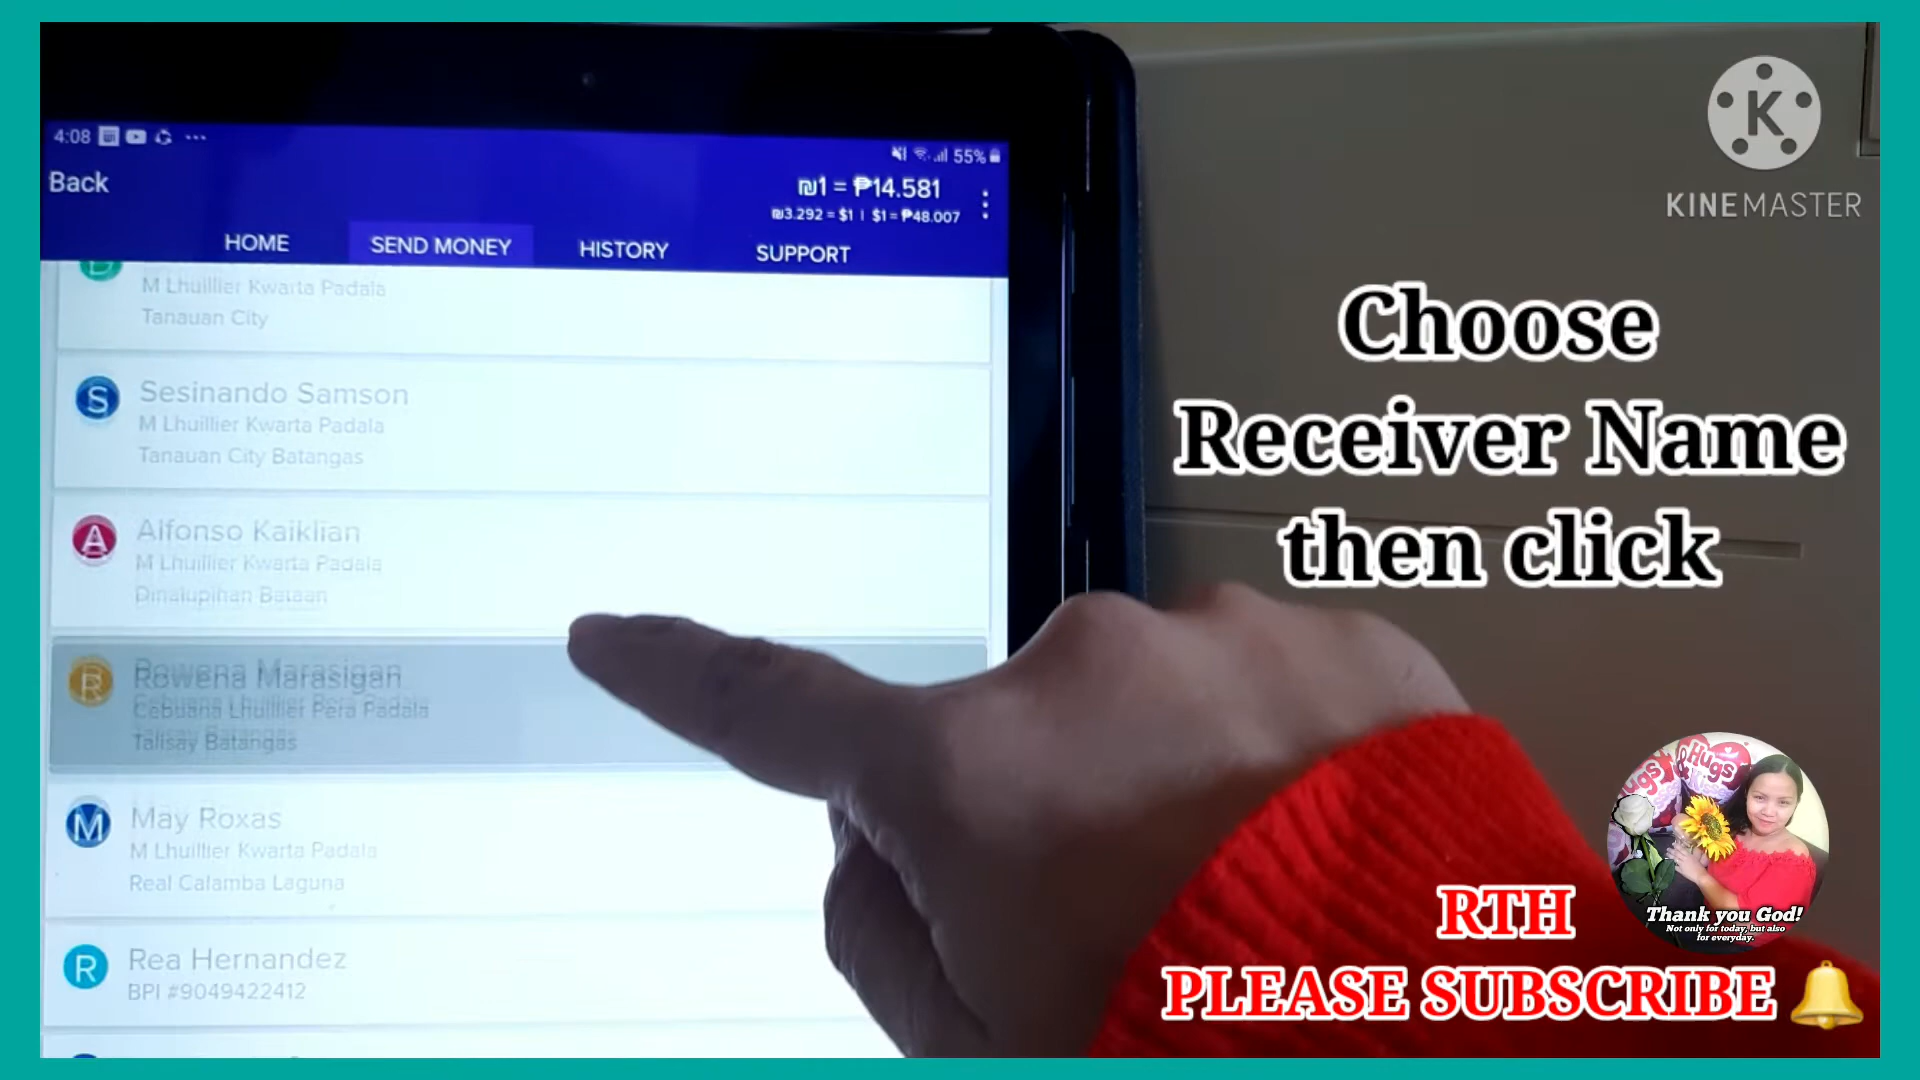 4:08
55%
Back
₪1 = ₱14.581
₪3.292 = $1 | $1 = ₱48.007
HOME
SEND MONEY
HISTORY
SUPPORT
M Lhuillier Kwarta Padala
Tanauan City
S
Sesinando Samson
M Lhuillier Kwarta Padala
Tanauan City Batangas
A
Alfonso Kaiklian
M Lhuillier Kwarta Padala
Dinalupihan Bataan
R
Rowena Marasigan
Cebuana Lhuillier Pera Padala
Talisay Batangas
M
May Roxas
M Lhuillier Kwarta Padala
Real Calamba Laguna
R
Rea Hernandez
BPI #9049422412
K
KINEMASTER
Choose
Receiver Name
then click
Hugs
Thank you God!
Not only for today, but also
for everyday.
RTH
PLEASE SUBSCRIBE